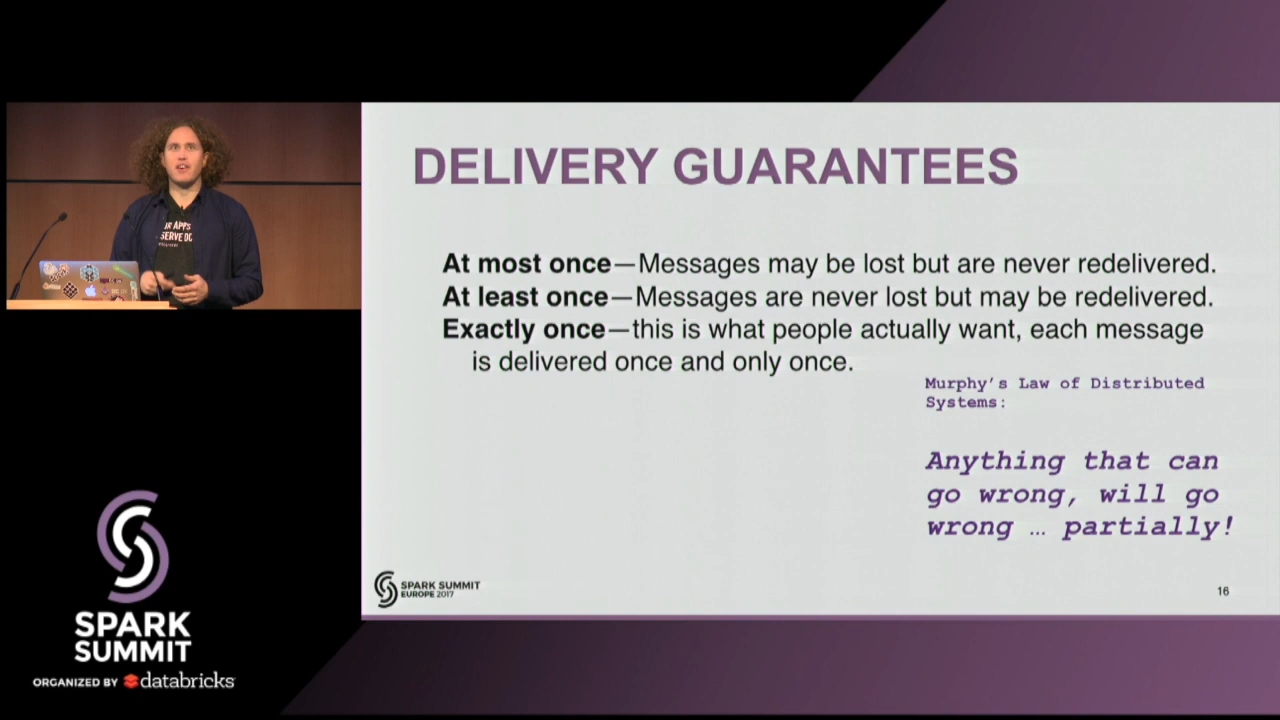 DELIVERY GUARANTEES
At most once—Messages may be lost but are never redelivered.
At least once—Messages are never lost but may be redelivered.
Exactly once—this is what people actually want, each message
is delivered once and only once.
Murphy's Law of Distributed
Systems:
Anything that can
go wrong, will go
wrong … partially!
SPARK SUMMIT
EUROPE 2017
16
APPS
SERVE
SPARK
SUMMIT
ORGANIZED BY databricks